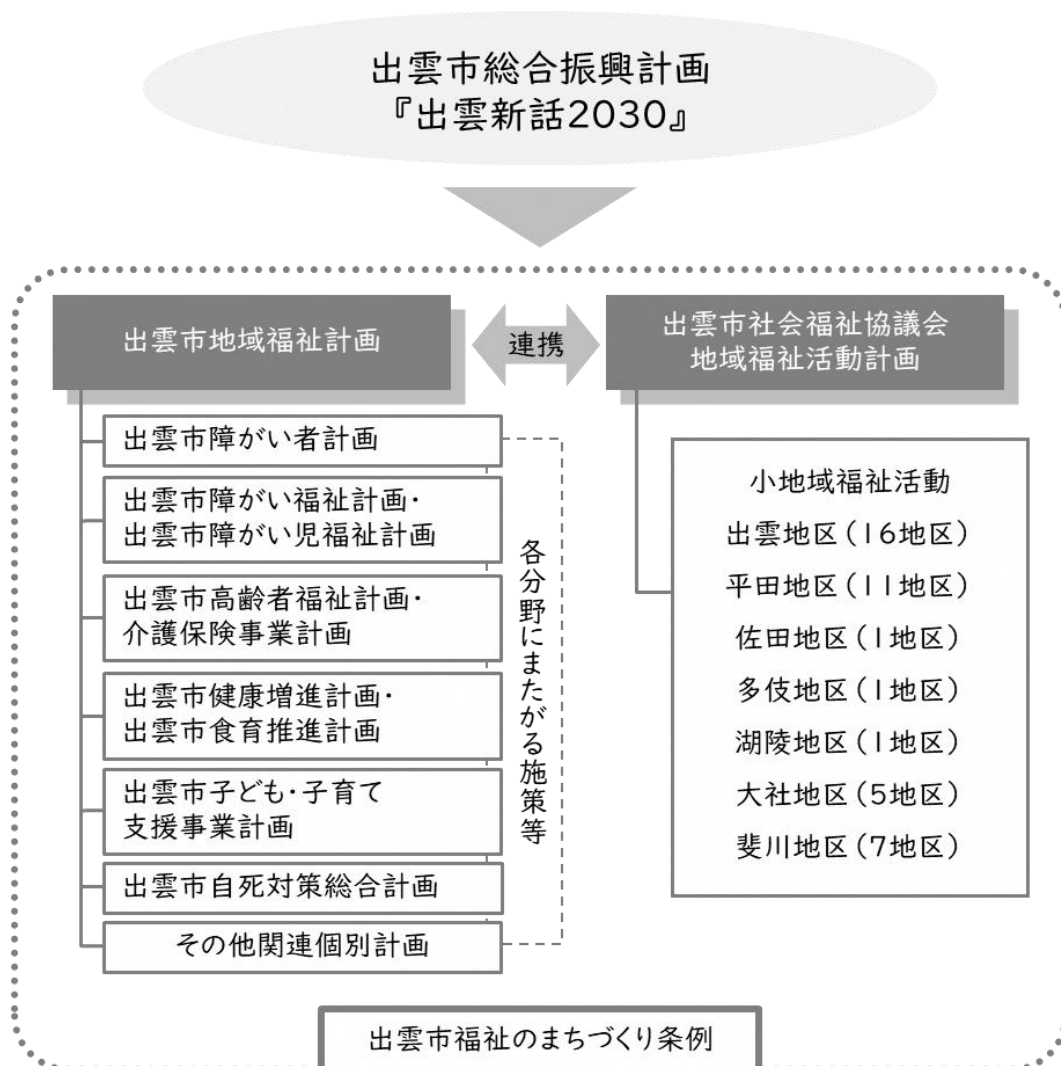 出雲市総合振興計画
『出雲新話2030』
出雲市地域福祉計画
連携
出雲市社会福祉協議会
地域福祉活動計画
出雲市障がい者計画
出雲市障がい福祉計画・
出雲市障がい児福祉計画
出雲市高齢者福祉計画・
介護保険事業計画
出雲市健康増進計画・
出雲市食育推進計画
出雲市子ども・子育て
支援事業計画
出雲市自死対策総合計画
その他関連個別計画
各分野にまたがる施策等
小地域福祉活動
出雲地区(16地区)
平田地区(11地区)
佐田地区(1地区)
多伎地区(1地区)
湖陵地区(1地区)
大社地区(5地区)
斐川地区(7地区)
出雲市福祉のまちづくり条例